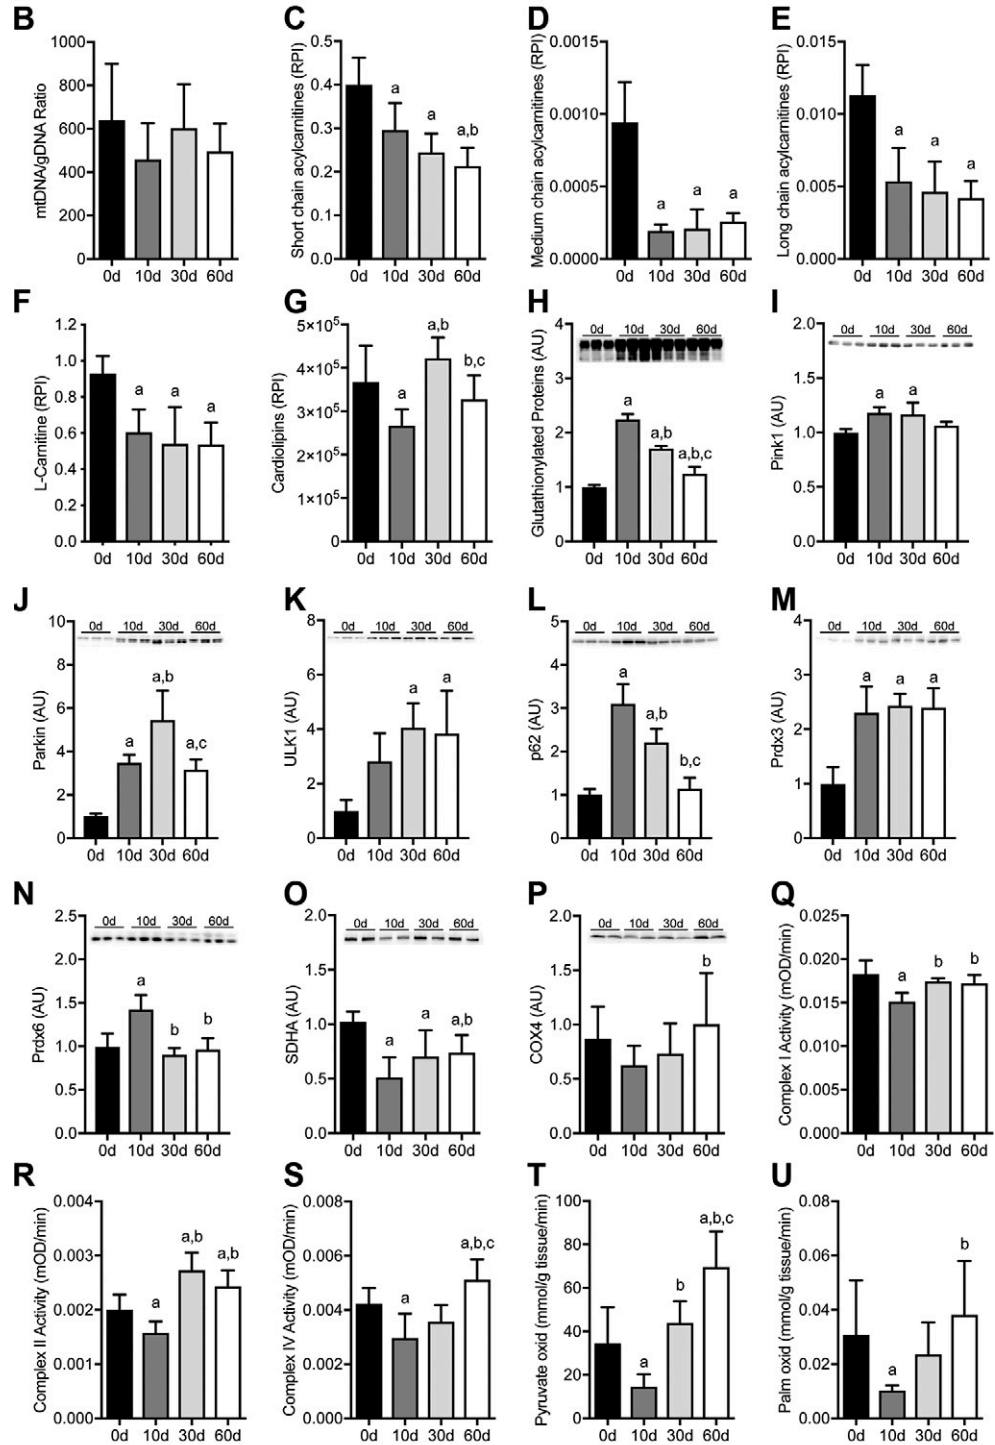 B
mtDNA/gDNA Ratio
1000
800
600
400
200
0
0d 10d 30d 60d
C
Short chain acylcarnitines (RPI)
0.5
0.4
0.3
0.2
0.1
0.0
a
a
a,b
0d 10d 30d 60d
D
Medium chain acylcarnitines (RPI)
0.0015
0.0010
0.0005
0.0000
a
a
a
0d 10d 30d 60d
E
Long chain acylcarnitines (RPI)
0.015
0.010
0.005
0.000
a
a
a
0d 10d 30d 60d
F
L-Carnitine (RPI)
1.2
1.0
0.8
0.6
0.4
0.2
0.0
a
a
a
0d 10d 30d 60d
G
Cardiolipins (RPI)
5×10⁵
4×10⁵
3×10⁵
2×10⁵
1×10⁵
0
a
a,b
b,c
0d 10d 30d 60d
H
Glutathionylated Proteins (AU)
4
3
2
1
0
0d 10d 30d 60d
a
a,b
a,b,c
0d 10d 30d 60d
I
Pink1 (AU)
2.0
1.5
1.0
0.5
0.0
0d 10d 30d 60d
a
a
0d 10d 30d 60d
J
Parkin (AU)
10
8
6
4
2
0
0d 10d 30d 60d
a
a,b
a,c
0d 10d 30d 60d
K
ULK1 (AU)
8
6
4
2
0
0d 10d 30d 60d
a
a
0d 10d 30d 60d
L
p62 (AU)
5
4
3
2
1
0
0d 10d 30d 60d
a
a,b
b,c
0d 10d 30d 60d
M
Prdx3 (AU)
4
3
2
1
0
0d 10d 30d 60d
a
a
a
0d 10d 30d 60d
N
Prdx6 (AU)
2.5
2.0
1.5
1.0
0.5
0.0
0d 10d 30d 60d
a
b
b
0d 10d 30d 60d
O
SDHA (AU)
2.0
1.5
1.0
0.5
0.0
0d 10d 30d 60d
a
a
a,b
0d 10d 30d 60d
P
COX4 (AU)
2.0
1.5
1.0
0.5
0.0
0d 10d 30d 60d
b
0d 10d 30d 60d
Q
Complex I Activity (mOD/min)
0.025
0.020
0.015
0.010
0.005
0.000
a
b
b
0d 10d 30d 60d
R
Complex II Activity (mOD/min)
0.004
0.003
0.002
0.001
0.000
a
a,b
a,b
0d 10d 30d 60d
S
Complex IV Activity (mOD/min)
0.008
0.006
0.004
0.002
0.000
a
a,b,c
0d 10d 30d 60d
T
Pyruvate oxid (mmol/g tissue/min)
100
80
60
40
20
0
a
b
a,b,c
0d 10d 30d 60d
U
Palm oxid (mmol/g tissue/min)
0.08
0.06
0.04
0.02
0.00
a
b
0d 10d 30d 60d